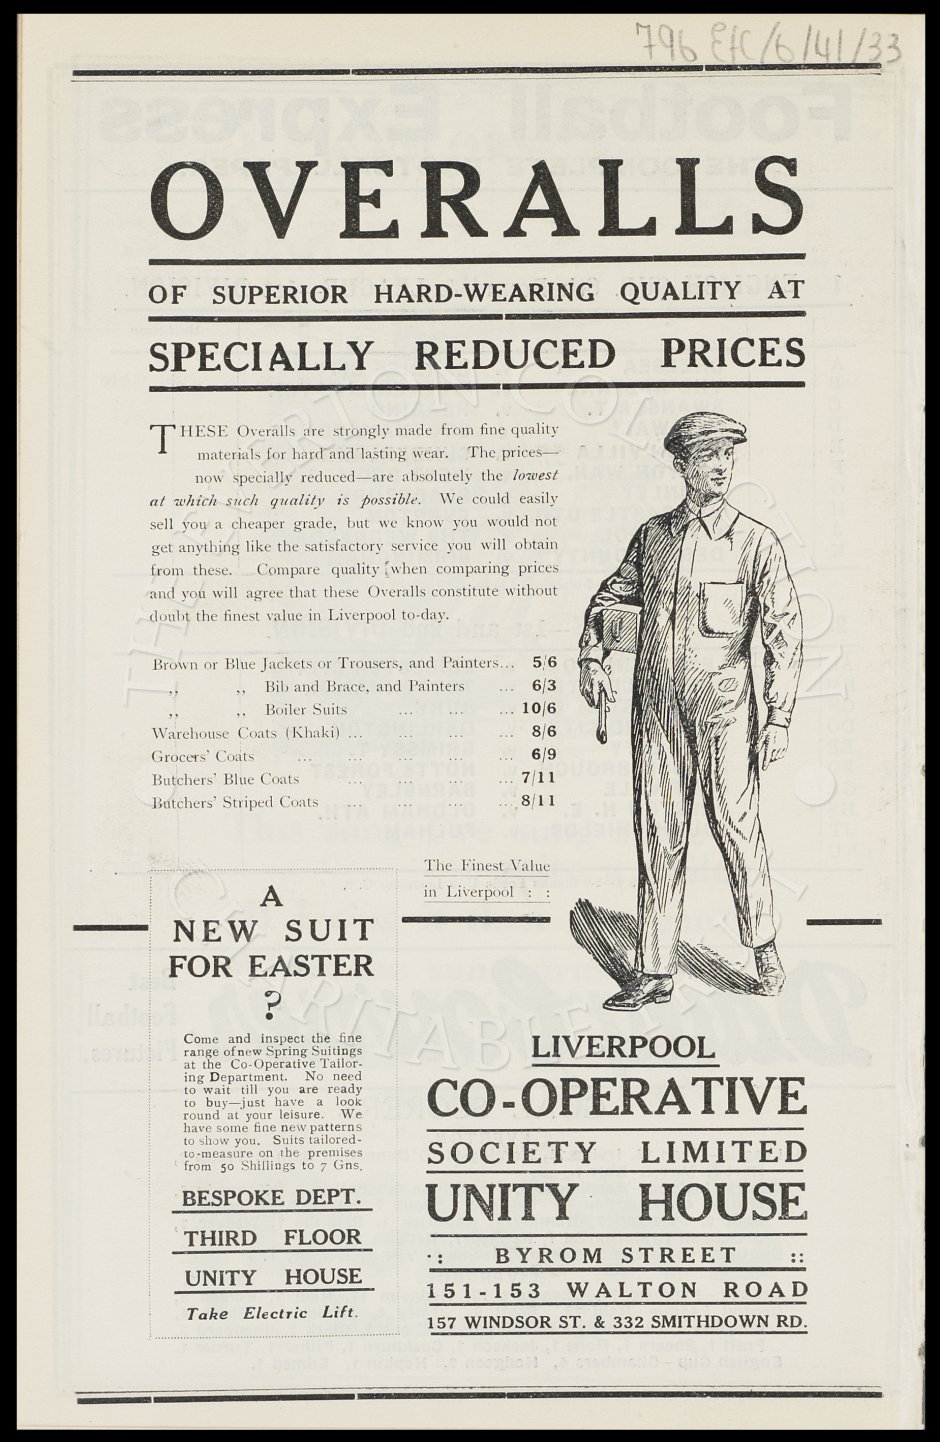 796 EFC/6/41/33
OVERALLS
OF SUPERIOR HARD-WEARING QUALITY AT
SPECIALLY REDUCED PRICES
THESE Overalls are strongly made from fine quality
materials for hard and lasting wear. The prices—
now specially reduced—are absolutely the lowest
at which such quality is possible. We could easily
sell you a cheaper grade, but we know you would not
get anything like the satisfactory service you will obtain
from these. Compare quality when comparing prices
and you will agree that these Overalls constitute without
doubt the finest value in Liverpool to-day.
Brown or Blue Jackets or Trousers, and Painters... 5/6
,, ,, Bib and Brace, and Painters ... 6/3
,, ,, Boiler Suits ... ... ... 10/6
Warehouse Coats (Khaki) ... ... ... ... 8/6
Grocers' Coats ... ... ... ... 6/9
Butchers' Blue Coats ... ... ... ... 7/11
Butchers' Striped Coats ... ... ... ... 8/11
The Finest Value
in Liverpool : :
A
NEW SUIT
FOR EASTER
?
Come and inspect the fine
range of new Spring Suitings
at the Co-Operative Tailor-
ing Department. No need
to wait till you are ready
to buy—just have a look
round at your leisure. We
have some fine new patterns
to show you. Suits tailored-
to-measure on the premises
from 50 Shillings to 7 Gns.
BESPOKE DEPT.
THIRD FLOOR
UNITY HOUSE
Take Electric Lift.
LIVERPOOL
CO-OPERATIVE
SOCIETY LIMITED
UNITY HOUSE
:: BYROM STREET ::
151-153 WALTON ROAD
157 WINDSOR ST. & 332 SMITHDOWN RD.
THE EVERTON COLLECTION
CHARITABLE TRUST